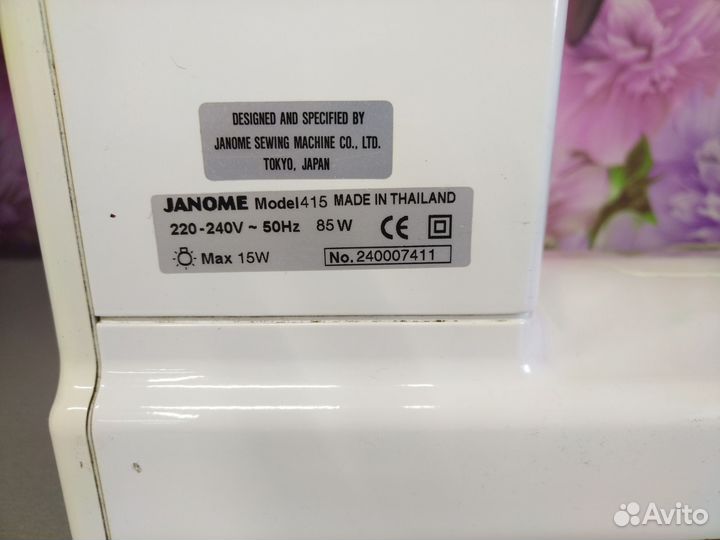 DESIGNED AND SPECIFIED BY
JANOME SEWING MACHINE CO., LTD.
TOKYO, JAPAN
JANOME Model415 MADE IN THAILAND
220-240V ~ 50Hz 85W CE
Max 15W No.240007411
Avito